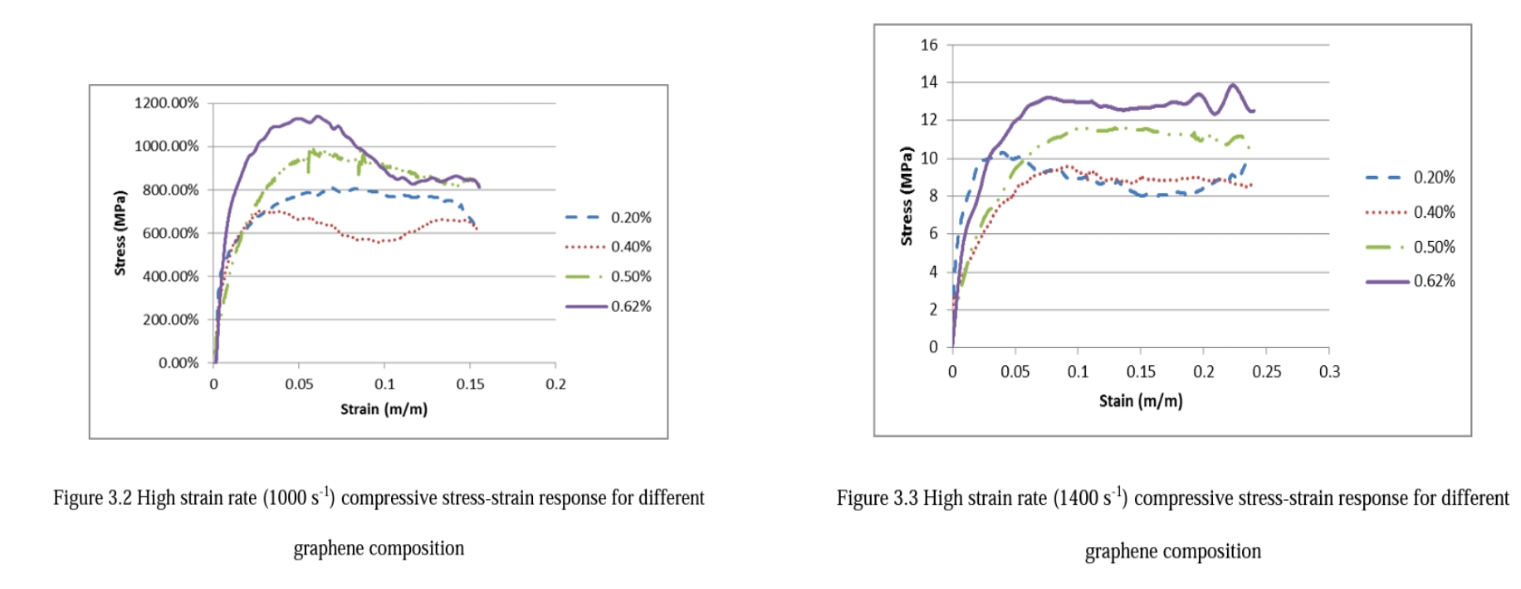 1200.00%
1000.00%
800.00%
600.00%
400.00%
200.00%
0.00%
Stress (MPa)
0 0.05 0.1 0.15 0.2
Strain (m/m)
0.20%
0.40%
0.50%
0.62%
Figure 3.2 High strain rate (1000 s⁻¹) compressive stress-strain response for different
graphene composition
16
14
12
10
8
6
4
2
0
Stress (MPa)
0 0.05 0.1 0.15 0.2 0.25 0.3
Stain (m/m)
0.20%
0.40%
0.50%
0.62%
Figure 3.3 High strain rate (1400 s⁻¹) compressive stress-strain response for different
graphene composition